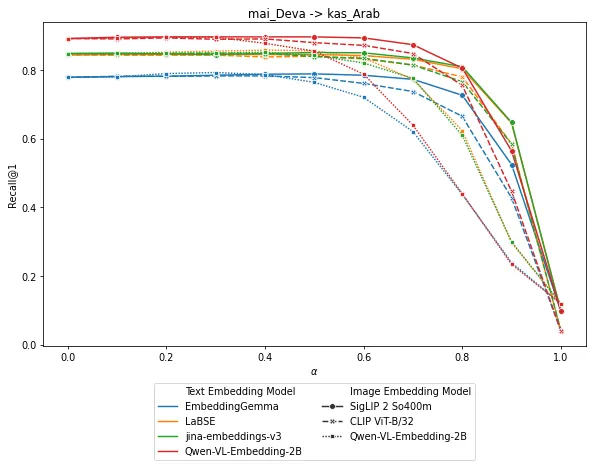 mai_Deva -> kas_Arab
Recall@1
0.8
0.6
0.4
0.2
0.0
0.0 0.2 0.4 0.6 0.8 1.0
α
Text Embedding Model
EmbeddingGemma
LaBSE
jina-embeddings-v3
Qwen-VL-Embedding-2B
Image Embedding Model
SigLIP 2 So400m
CLIP ViT-B/32
Qwen-VL-Embedding-2B